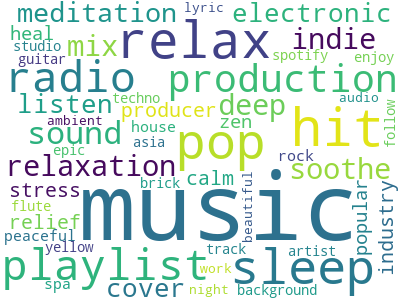 meditation lyric electronic
heal mix relax indie
studio
guitar spotify enjoy
radio production
listen techno audio
producer deep hit follow
sound ambient house zen
epic asia pop rock
relaxation soothe
stress brick calm
flute music beautiful popular industry
relief
peaceful
yellow track artist
playlist sleep
work
spa cover night background